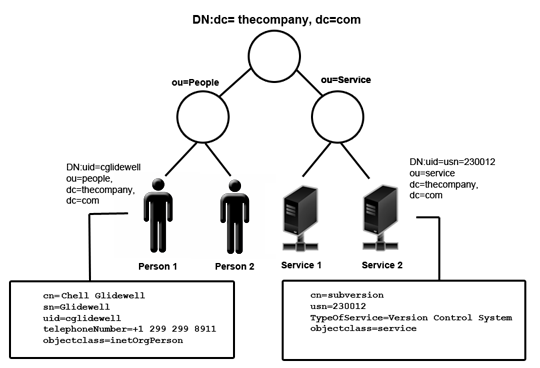 DN:dc= thecompany, dc=com
ou=People
ou=Service
DN:uid=cglidewell
ou=people,
dc=thecompany,
dc=com
DN:uid=usn=230012
ou=service
dc=thecompany,
dc=com
Person 1
Person 2
Service 1
Service 2
cn=Chell Glidewell
sn=Glidewell
uid=cglidewell
telephoneNumber=+1 299 299 8911
objectclass=inetOrgPerson
cn=subversion
usn=230012
TypeOfService=Version Control System
objectclass=service